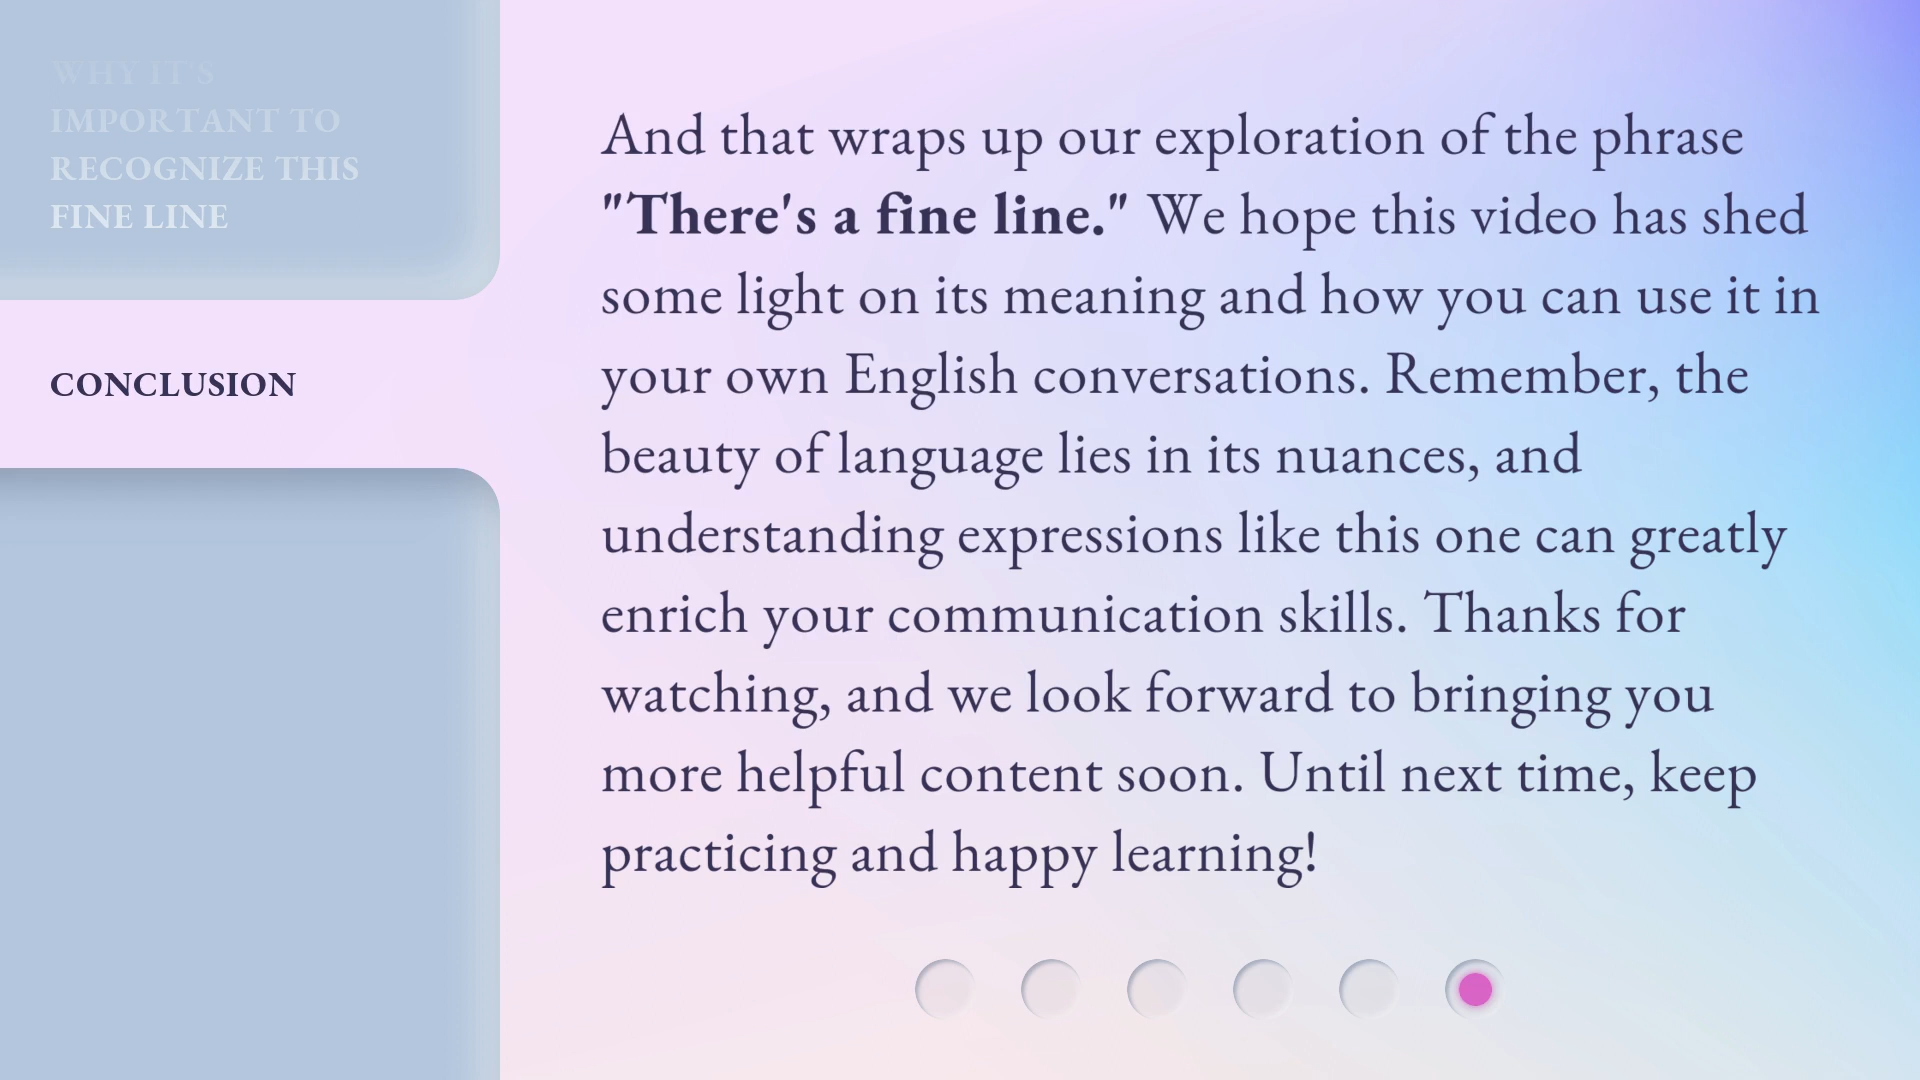 WHY IT'S
IMPORTANT TO
RECOGNIZE THIS
FINE LINE
CONCLUSION
And that wraps up our exploration of the phrase
"There's a fine line." We hope this video has shed
some light on its meaning and how you can use it in
your own English conversations. Remember, the
beauty of language lies in its nuances, and
understanding expressions like this one can greatly
enrich your communication skills. Thanks for
watching, and we look forward to bringing you
more helpful content soon. Until next time, keep
practicing and happy learning!